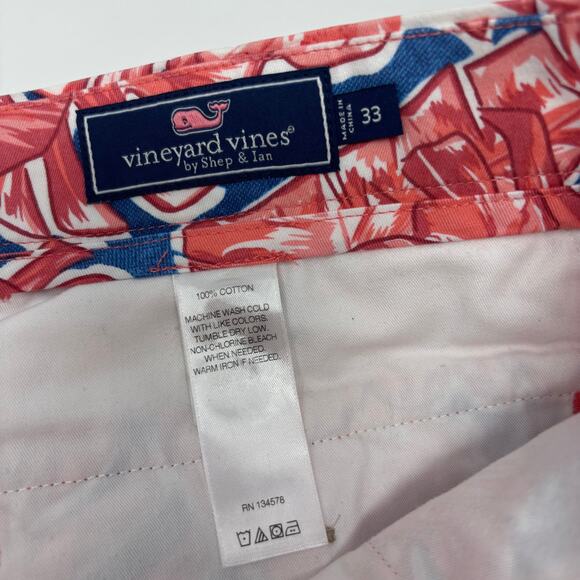 vineyard vines®
by Shep & Ian
MADE IN
CHINA
33
100% COTTON
MACHINE WASH COLD
WITH LIKE COLORS.
TUMBLE DRY LOW.
NON-CHLORINE BLEACH
WHEN NEEDED.
WARM IRON IF NEEDED.
RN 134578